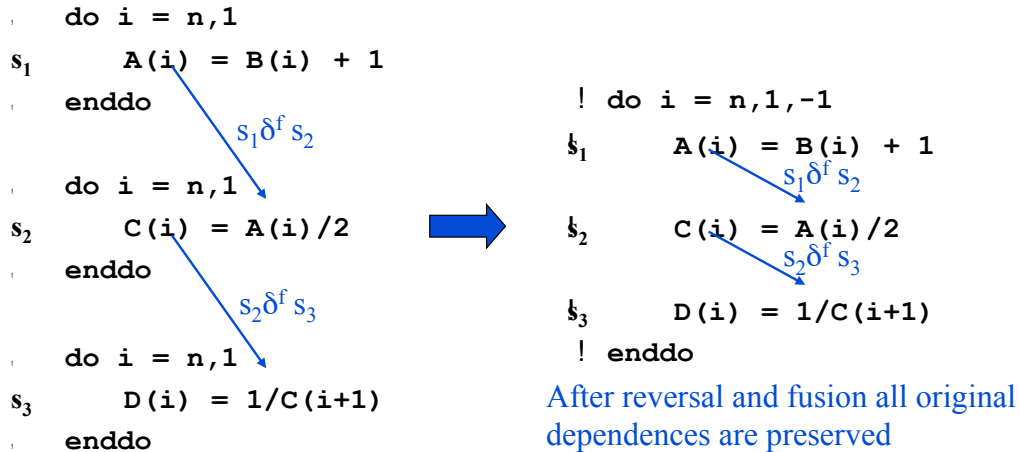 do i = n,1
s1 A(i) = B(i) + 1
enddo
s1δf s2
do i = n,1
s2 C(i) = A(i)/2
enddo
s2δf s3
do i = n,1
s3 D(i) = 1/C(i+1)
enddo
! do i = n,1,-1
s1 A(i) = B(i) + 1
s1δf s2
s2 C(i) = A(i)/2
s2δf s3
s3 D(i) = 1/C(i+1)
! enddo
After reversal and fusion all original
dependences are preserved